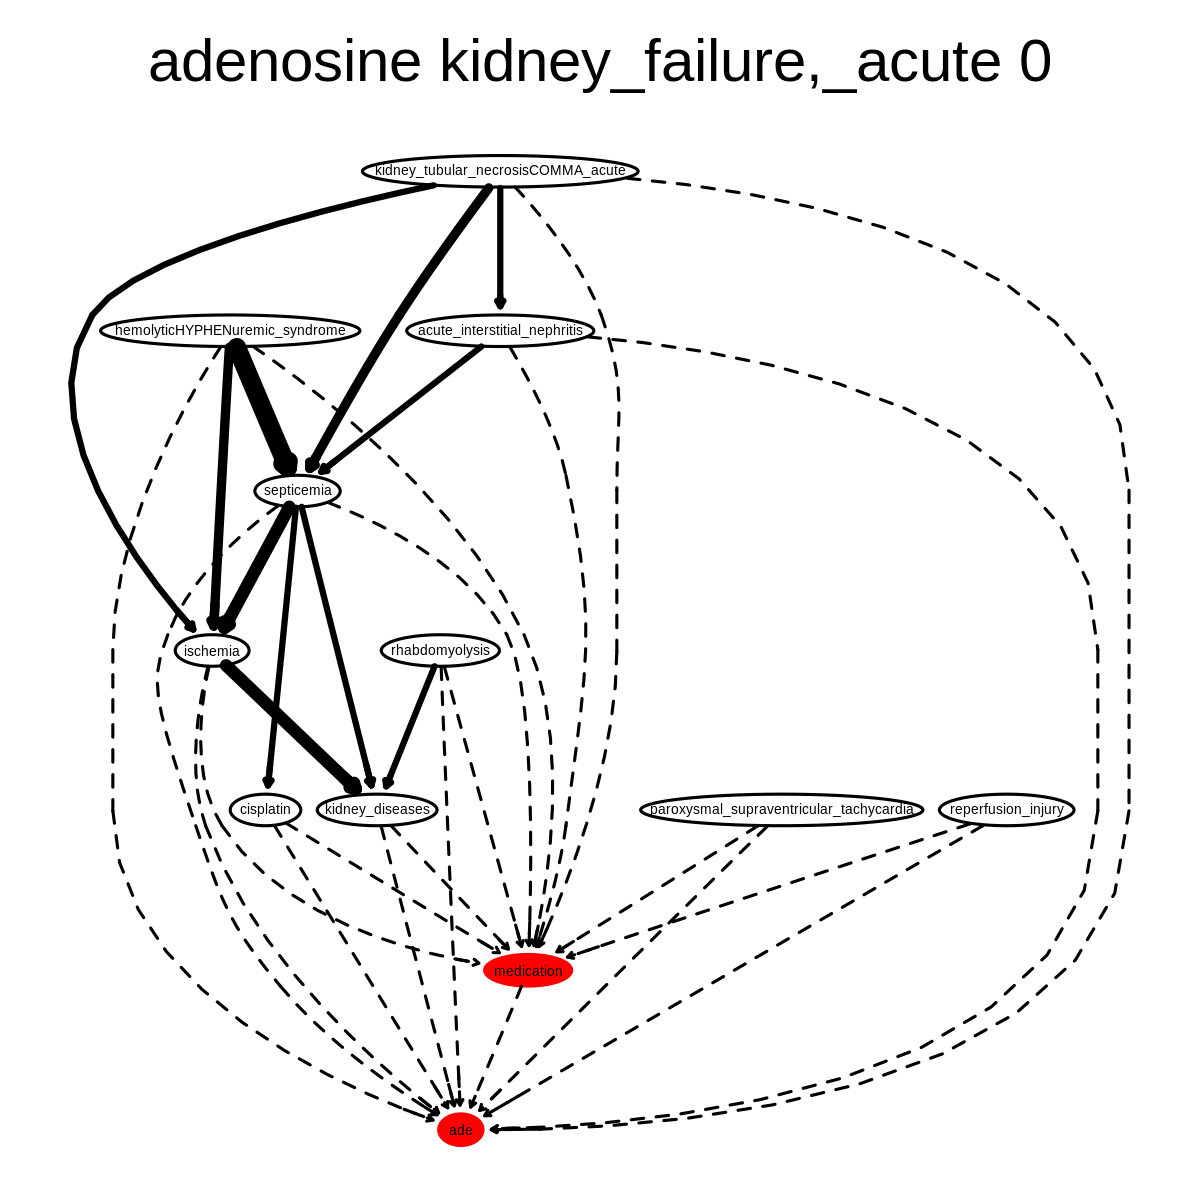 adenosine kidney_failure,_acute 0
kidney_tubular_necrosisCOMMA_acute
hemolyticHYPHENuremic_syndrome
acute_interstitial_nephritis
septicemia
ischemia
rhabdomyolysis
cisplatin
kidney_diseases
paroxysmal_supraventricular_tachycardia
reperfusion_injury
medication
ade